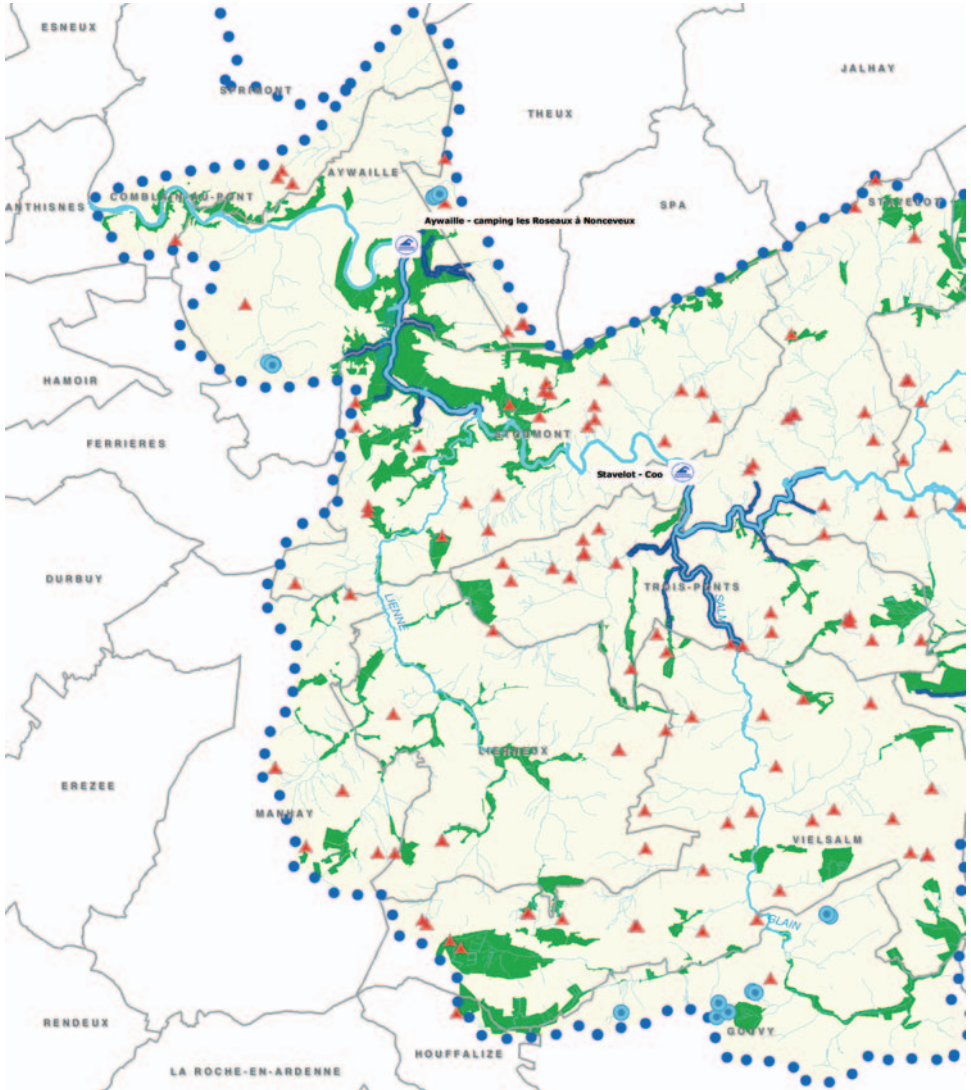 ESNEUX
JALHAY
SPRIMONT
THEUX
AYWAILLE
COMBLAIN-AU-PONT
STAVELOT
ANTHISNES
SPA
Aywaille - camping les Roseaux à Nonceveux
HAMOIR
STOUMONT
FERRIERES
Stavelot - Coo
DURBUY
TROIS-PONTS
LIENNE
SALM
LIERNEUX
EREZEE
MANHAY
VIELSALM
GLAIN
RENDEUX
GOUVY
HOUFFALIZE
LA ROCHE-EN-ARDENNE